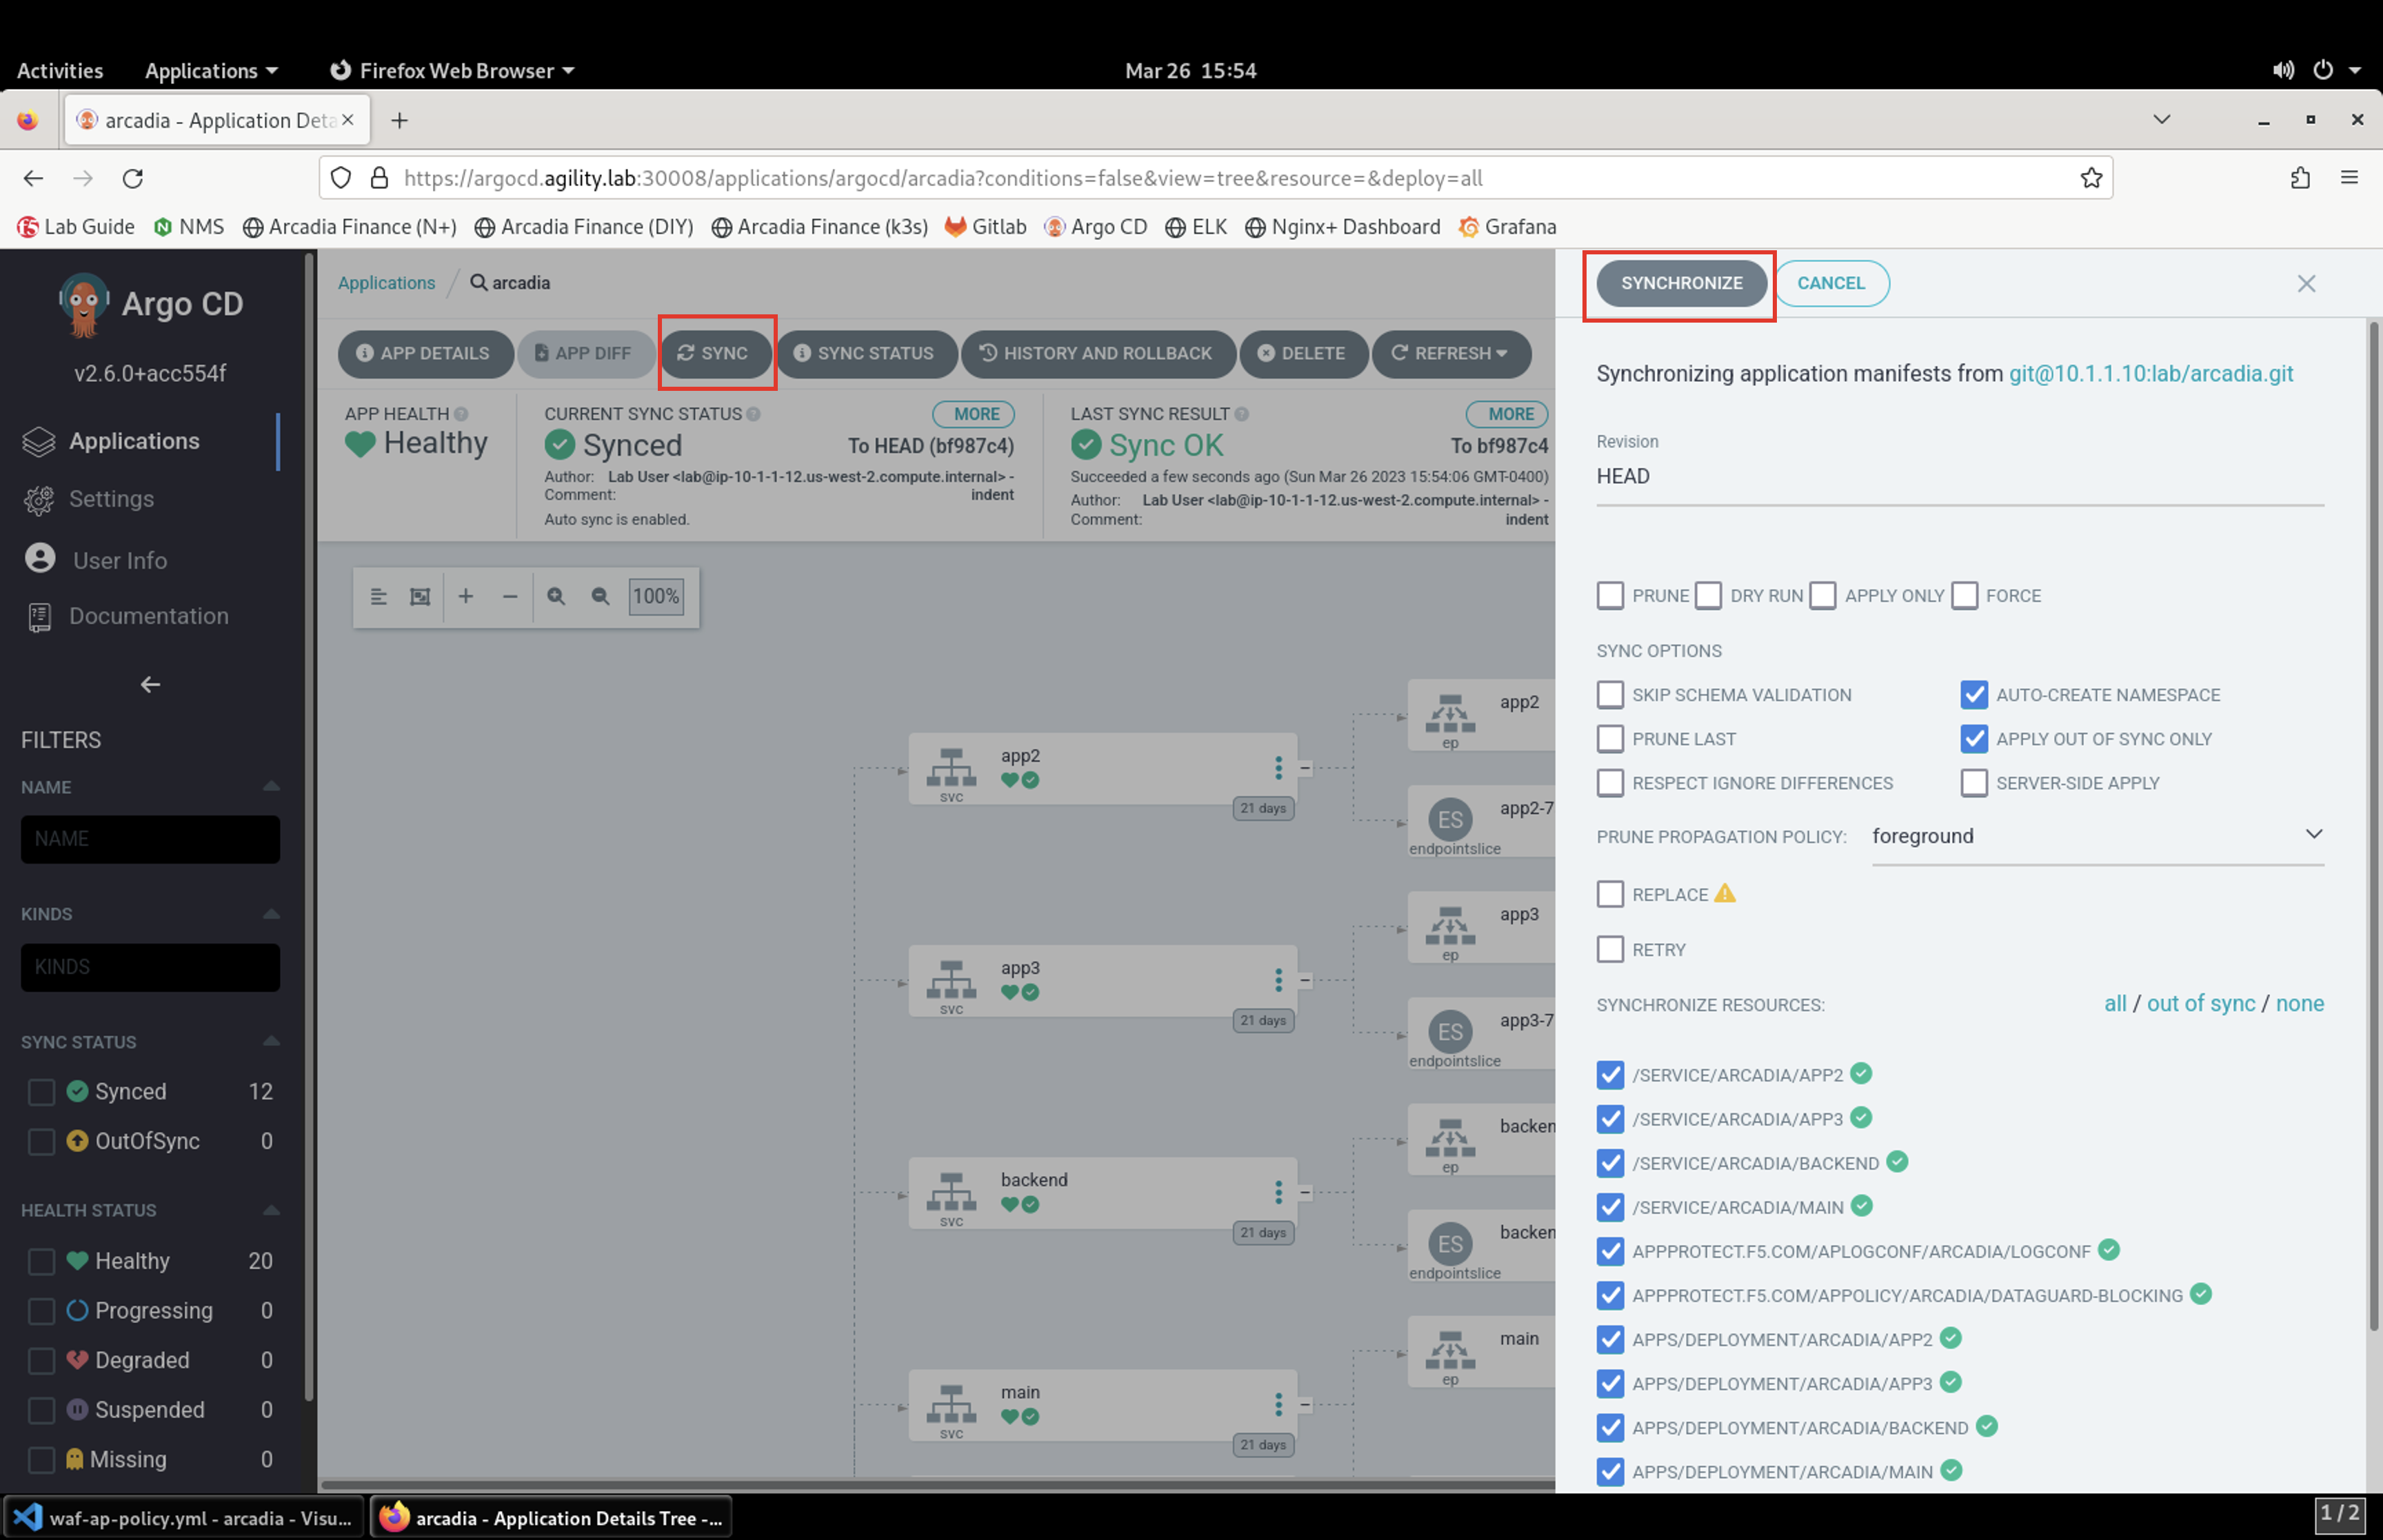 Activities Applications Firefox Web Browser Mar 26 15:54
arcadia - Application Deta
https://argocd.agility.lab:30008/applications/argocd/arcadia?conditions=false&view=tree&resource=&deploy=all
Lab Guide NMS Arcadia Finance (N+) Arcadia Finance (DIY) Arcadia Finance (k3s) Gitlab Argo CD ELK Nginx+ Dashboard Grafana
Argo CD
v2.6.0+acc554f
Applications
Settings
User Info
Documentation
FILTERS
NAME
NAME
KINDS
KINDS
SYNC STATUS
Synced 12
OutOfSync 0
HEALTH STATUS
Healthy 20
Progressing 0
Degraded 0
Suspended 0
Missing 0
Applications / arcadia
APP DETAILS APP DIFF SYNC SYNC STATUS HISTORY AND ROLLBACK DELETE REFRESH
APP HEALTH
Healthy
CURRENT SYNC STATUS MORE
Synced To HEAD (bf987c4)
Author: Lab User <lab@ip-10-1-1-12.us-west-2.compute.internal> -
Comment: indent
Auto sync is enabled.
LAST SYNC RESULT MORE
Sync OK To bf987c4
Succeeded a few seconds ago (Sun Mar 26 2023 15:54:06 GMT-0400)
Author: Lab User <lab@ip-10-1-1-12.us-west-2.compute.internal> -
Comment: indent
100%
app2
svc
21 days
app2
ep
ES
app2-7
endpointslice
app3
svc
21 days
app3
ep
ES
app3-7
endpointslice
backend
svc
21 days
backen
ep
ES
backen
endpointslice
main
svc
21 days
main
ep
SYNCHRONIZE CANCEL
Synchronizing application manifests from git@10.1.1.10:lab/arcadia.git
Revision
HEAD
PRUNE DRY RUN APPLY ONLY FORCE
SYNC OPTIONS
SKIP SCHEMA VALIDATION AUTO-CREATE NAMESPACE
PRUNE LAST APPLY OUT OF SYNC ONLY
RESPECT IGNORE DIFFERENCES SERVER-SIDE APPLY
PRUNE PROPAGATION POLICY: foreground
REPLACE
RETRY
SYNCHRONIZE RESOURCES: all / out of sync / none
/SERVICE/ARCADIA/APP2
/SERVICE/ARCADIA/APP3
/SERVICE/ARCADIA/BACKEND
/SERVICE/ARCADIA/MAIN
APPPROTECT.F5.COM/APLOGCONF/ARCADIA/LOGCONF
APPPROTECT.F5.COM/APPOLICY/ARCADIA/DATAGUARD-BLOCKING
APPS/DEPLOYMENT/ARCADIA/APP2
APPS/DEPLOYMENT/ARCADIA/APP3
APPS/DEPLOYMENT/ARCADIA/BACKEND
APPS/DEPLOYMENT/ARCADIA/MAIN
waf-ap-policy.yml - arcadia - Visu... arcadia - Application Details Tree -... 1 / 2